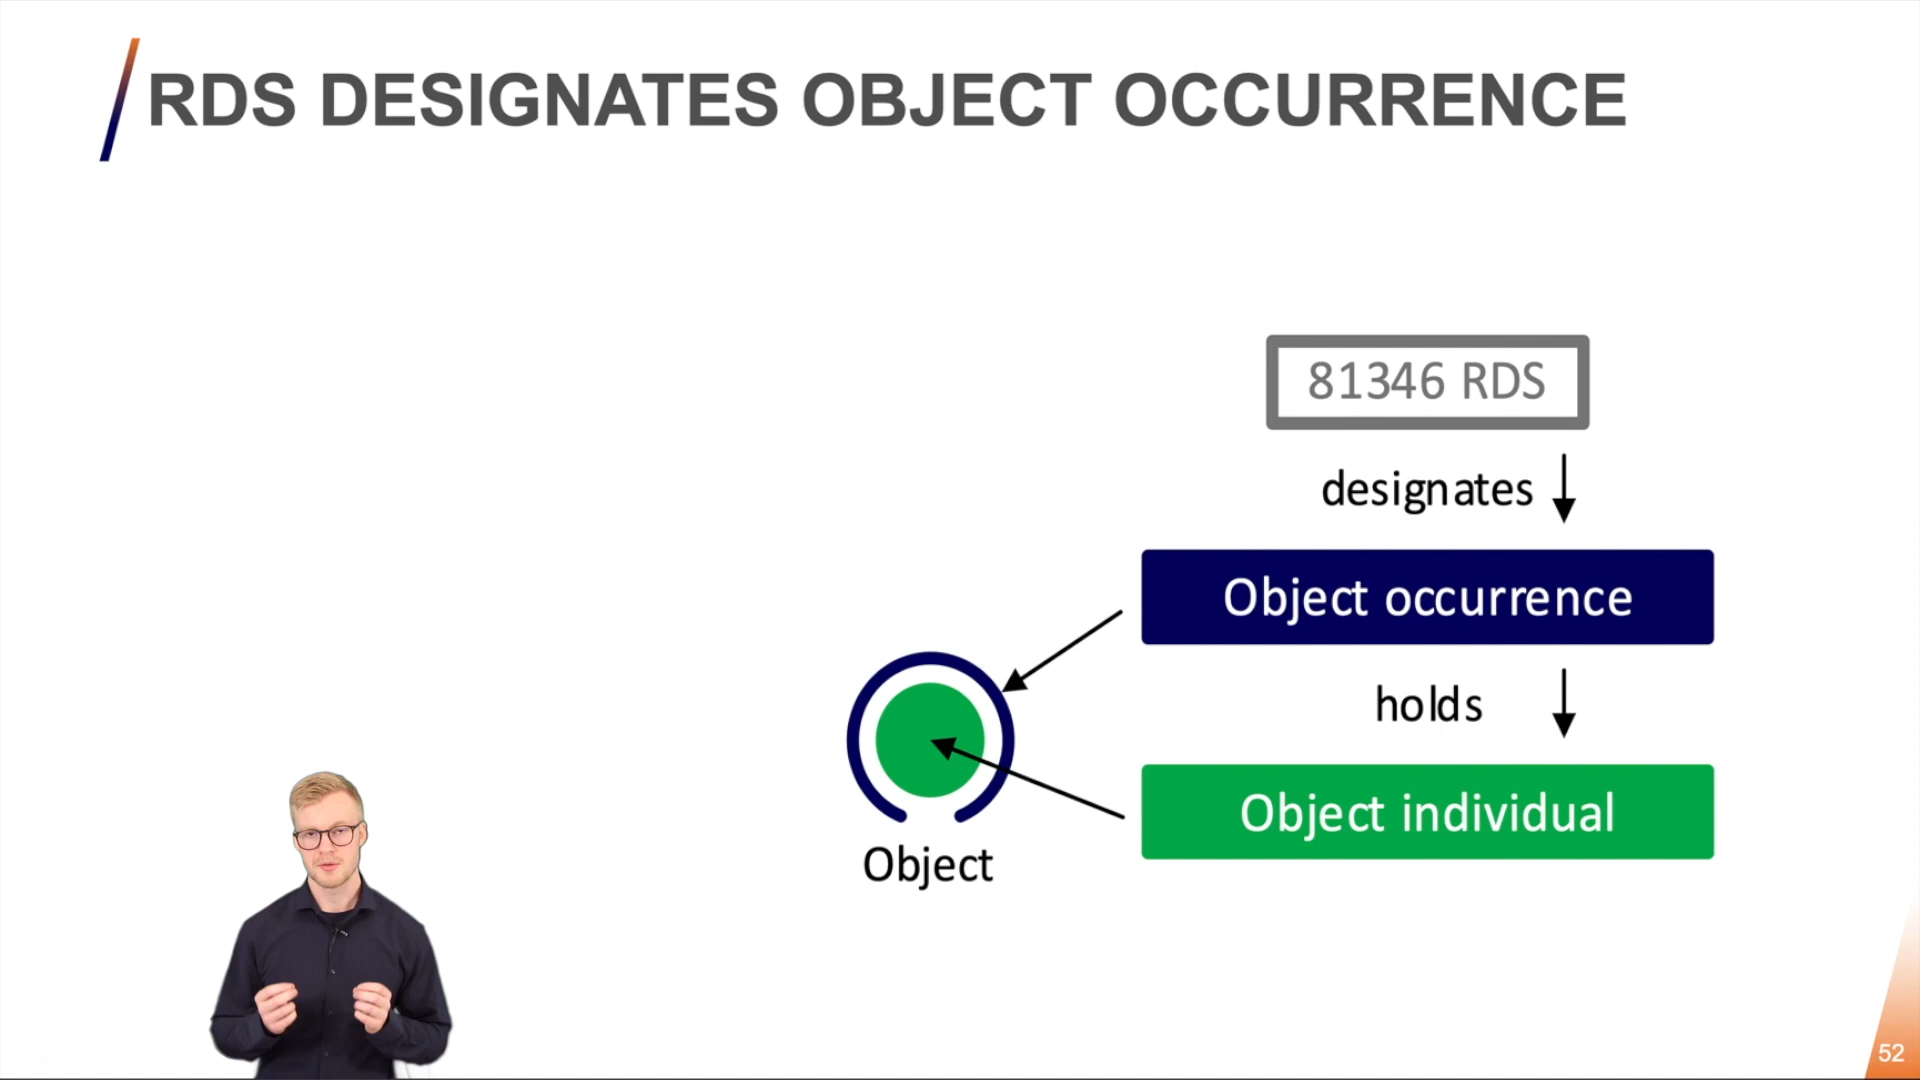 RDS DESIGNATES OBJECT OCCURRENCE
81346 RDS
designates
Object occurrence
holds
Object individual
Object
52